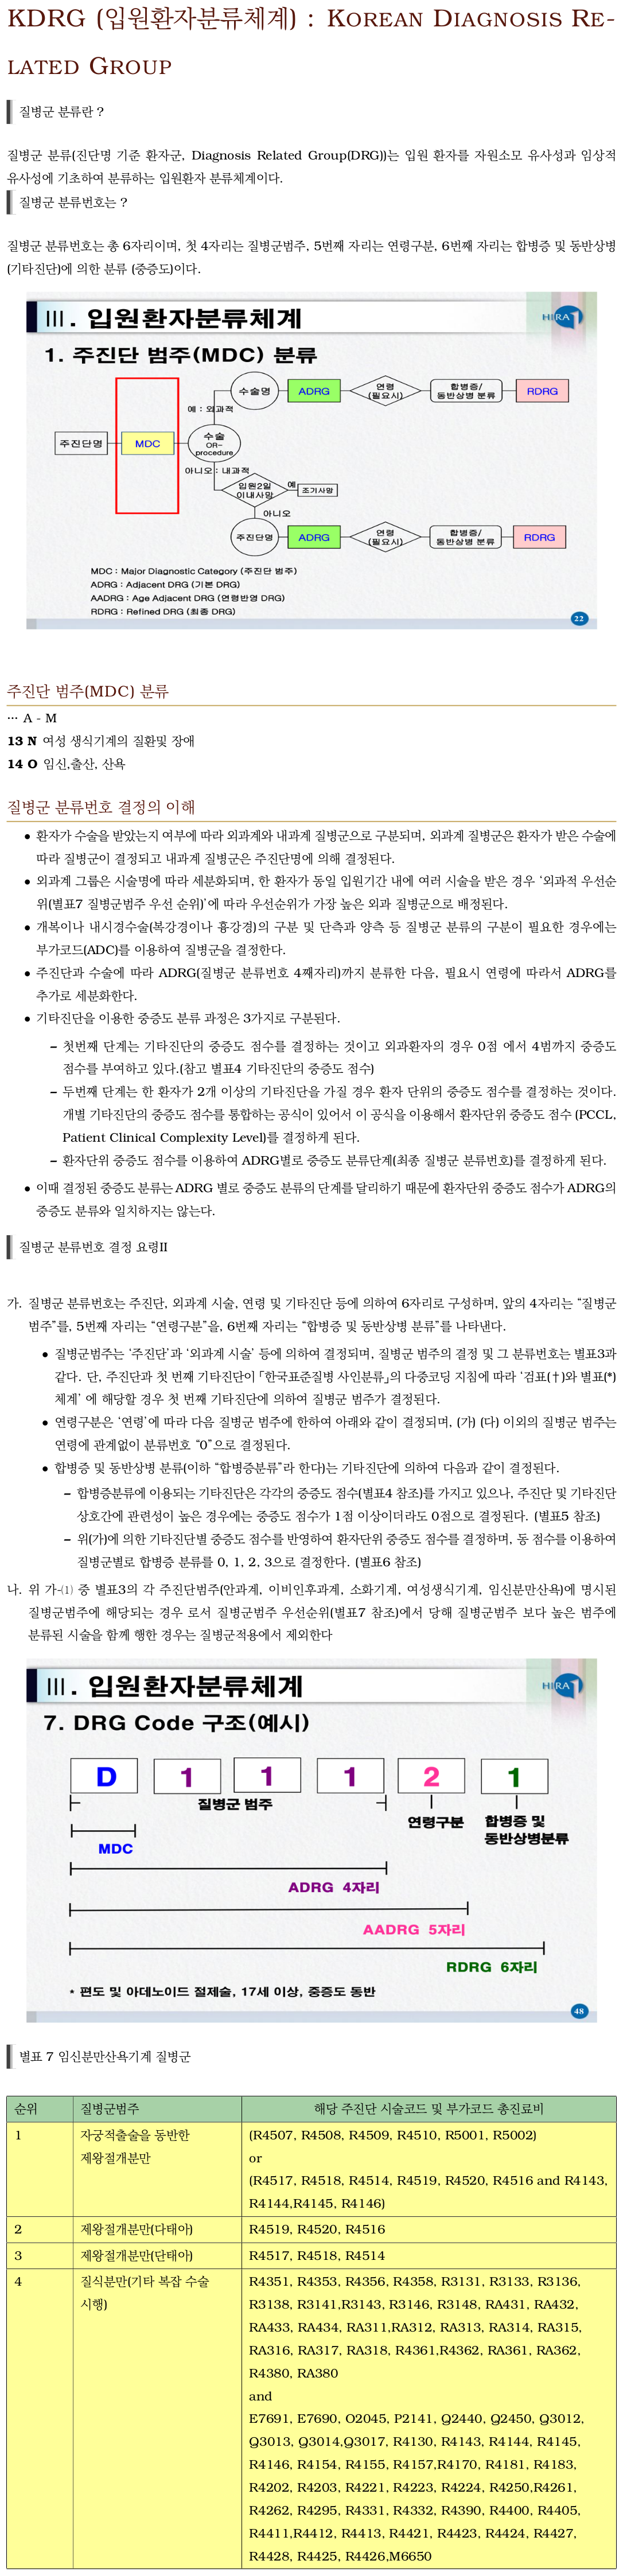 KDRG (입원환자분류체계) : KOREAN DIAGNOSIS RE-
LATED GROUP
질병군 분류란 ?
질병군 분류(진단명 기준 환자군, Diagnosis Related Group(DRG))는 입원 환자를 자원소모 유사성과 임상적
유사성에 기초하여 분류하는 입원환자 분류체계이다.
질병군 분류번호는 ?
질병군 분류번호는 총 6자리이며, 첫 4자리는 질병군범주, 5번째 자리는 연령구분, 6번째 자리는 합병증 및 동반상병
(기타진단)에 의한 분류 (중증도)이다.
III. 입원환자분류체계
HIRA
1. 주진단 범주(MDC) 분류
수술명
ADRG
연령
(필요시)
합병증/
동반상병 분류
RDRG
예 : 외과적
주진단명
MDC
수술
OR-
procedure
아니오 : 내과적
입원2일
이내사망
예
조기사망
아니오
주진단명
ADRG
연령
(필요시)
합병증/
동반상병 분류
RDRG
MDC : Major Diagnostic Category (주진단 범주)
ADRG : Adjacent DRG (기본 DRG)
AADRG : Age Adjacent DRG (연령반영 DRG)
RDRG : Refined DRG (최종 DRG)
22
주진단 범주(MDC) 분류
··· A - M
13 N 여성 생식기계의 질환및 장애
14 O 임신,출산, 산욕
질병군 분류번호 결정의 이해
• 환자가 수술을 받았는지 여부에 따라 외과계와 내과계 질병군으로 구분되며, 외과계 질병군은 환자가 받은 수술에
따라 질병군이 결정되고 내과계 질병군은 주진단명에 의해 결정된다.
• 외과계 그룹은 시술명에 따라 세분화되며, 한 환자가 동일 입원기간 내에 여러 시술을 받은 경우 ‘외과적 우선순
위(별표7 질병군범주 우선 순위)’에 따라 우선순위가 가장 높은 외과 질병군으로 배정된다.
• 개복이나 내시경수술(복강경이나 흉강경)의 구분 및 단측과 양측 등 질병군 분류의 구분이 필요한 경우에는
부가코드(ADC)를 이용하여 질병군을 결정한다.
• 주진단과 수술에 따라 ADRG(질병군 분류번호 4째자리)까지 분류한 다음, 필요시 연령에 따라서 ADRG를
추가로 세분화한다.
• 기타진단을 이용한 중증도 분류 과정은 3가지로 구분된다.
– 첫번째 단계는 기타진단의 중증도 점수를 결정하는 것이고 외과환자의 경우 0점 에서 4범까지 중증도
점수를 부여하고 있다.(참고 별표4 기타진단의 중증도 점수)
– 두번째 단계는 한 환자가 2개 이상의 기타진단을 가질 경우 환자 단위의 중증도 점수를 결정하는 것이다.
개별 기타진단의 중증도 점수를 통합하는 공식이 있어서 이 공식을 이용해서 환자단위 중증도 점수 (PCCL,
Patient Clinical Complexity Level)를 결정하게 된다.
– 환자단위 중증도 점수를 이용하여 ADRG별로 중증도 분류단계(최종 질병군 분류번호)를 결정하게 된다.
• 이때 결정된 중증도 분류는 ADRG 별로 중증도 분류의 단계를 달리하기 때문에 환자단위 중증도 점수가 ADRG의
중증도 분류와 일치하지는 않는다.
질병군 분류번호 결정 요령II
가. 질병군 분류번호는 주진단, 외과계 시술, 연령 및 기타진단 등에 의하여 6자리로 구성하며, 앞의 4자리는 “질병군
범주”를, 5번째 자리는 “연령구분”을, 6번째 자리는 “합병증 및 동반상병 분류”를 나타낸다.
• 질병군범주는 ‘주진단’과 ‘외과계 시술’ 등에 의하여 결정되며, 질병군 범주의 결정 및 그 분류번호는 별표3과
같다. 단, 주진단과 첫 번째 기타진단이 「한국표준질병 사인분류」의 다중코딩 지침에 따라 ‘검표(†)와 별표(*)
체계’ 에 해당할 경우 첫 번째 기타진단에 의하여 질병군 범주가 결정된다.
• 연령구분은 ‘연령’에 따라 다음 질병군 범주에 한하여 아래와 같이 결정되며, (가) (다) 이외의 질병군 범주는
연령에 관계없이 분류번호 “0”으로 결정된다.
• 합병증 및 동반상병 분류(이하 “합병증분류”라 한다)는 기타진단에 의하여 다음과 같이 결정된다.
– 합병증분류에 이용되는 기타진단은 각각의 중증도 점수(별표4 참조)를 가지고 있으나, 주진단 및 기타진단
상호간에 관련성이 높은 경우에는 중증도 점수가 1점 이상이더라도 0점으로 결정된다. (별표5 참조)
– 위(가)에 의한 기타진단별 중증도 점수를 반영하여 환자단위 중증도 점수를 결정하며, 동 점수를 이용하여
질병군별로 합병증 분류를 0, 1, 2, 3으로 결정한다. (별표6 참조)
나. 위 가-⑴ 중 별표3의 각 주진단범주(안과계, 이비인후과계, 소화기계, 여성생식기계, 임신분만산욕)에 명시된
질병군범주에 해당되는 경우 로서 질병군범주 우선순위(별표7 참조)에서 당해 질병군범주 보다 높은 범주에
분류된 시술을 함께 행한 경우는 질병군적용에서 제외한다
III. 입원환자분류체계
HIRA
7. DRG Code 구조(예시)
D 1 1 1 2 1
질병군 범주
연령구분
합병증 및
동반상병분류
MDC
ADRG 4자리
AADRG 5자리
RDRG 6자리
* 편도 및 아데노이드 절제술, 17세 이상, 중증도 동반
48
별표 7 임신분만산욕기계 질병군
순위 질병군범주 해당 주진단 시술코드 및 부가코드 총진료비
1 자궁적출술을 동반한 (R4507, R4508, R4509, R4510, R5001, R5002)
제왕절개분만 or
(R4517, R4518, R4514, R4519, R4520, R4516 and R4143,
R4144,R4145, R4146)
2 제왕절개분만(다태아) R4519, R4520, R4516
3 제왕절개분만(단태아) R4517, R4518, R4514
4 질식분만(기타 복잡 수술 R4351, R4353, R4356, R4358, R3131, R3133, R3136,
시행) R3138, R3141,R3143, R3146, R3148, RA431, RA432,
RA433, RA434, RA311,RA312, RA313, RA314, RA315,
RA316, RA317, RA318, R4361,R4362, RA361, RA362,
R4380, RA380
and
E7691, E7690, O2045, P2141, Q2440, Q2450, Q3012,
Q3013, Q3014,Q3017, R4130, R4143, R4144, R4145,
R4146, R4154, R4155, R4157,R4170, R4181, R4183,
R4202, R4203, R4221, R4223, R4224, R4250,R4261,
R4262, R4295, R4331, R4332, R4390, R4400, R4405,
R4411,R4412, R4413, R4421, R4423, R4424, R4427,
R4428, R4425, R4426,M6650